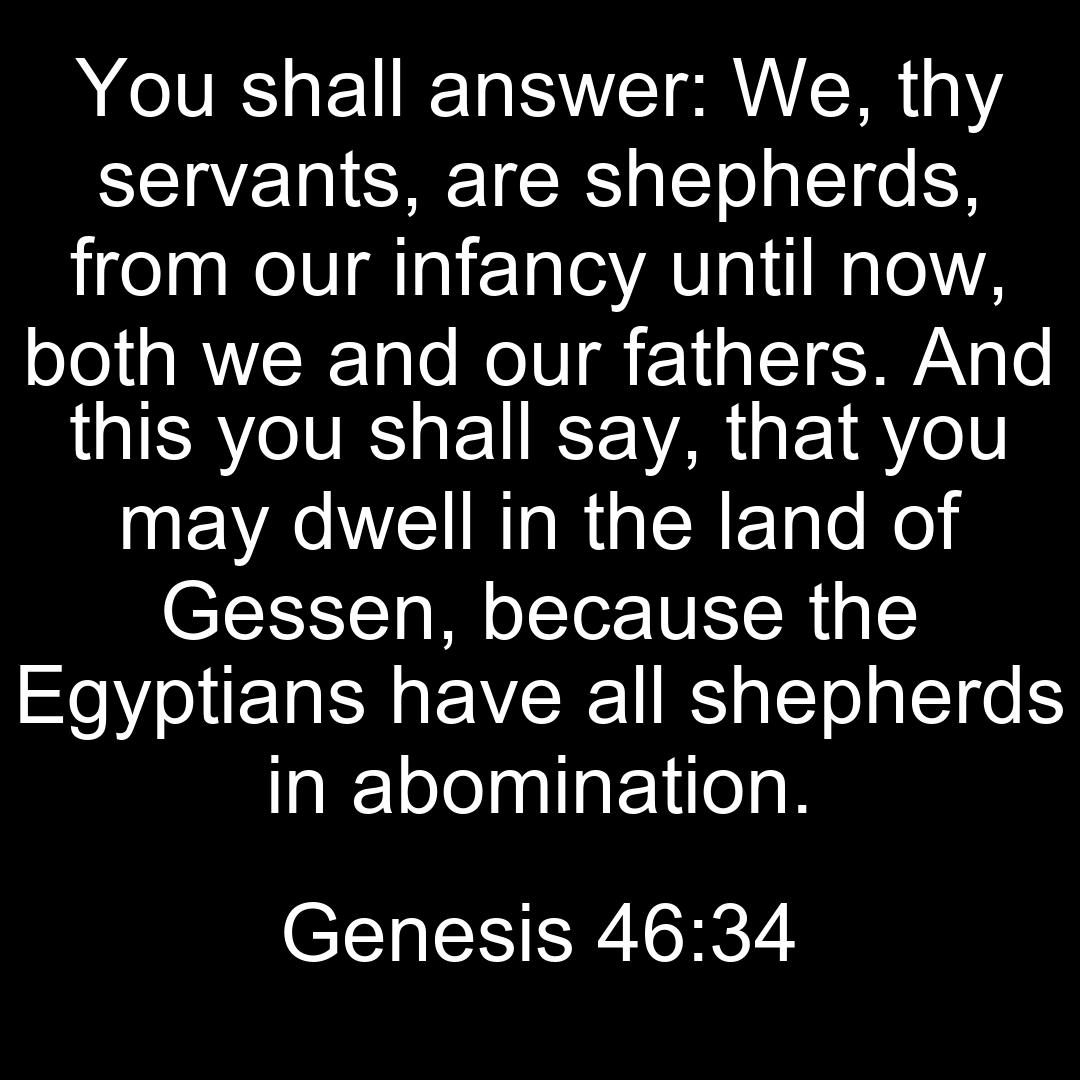 You shall answer: We, thy
servants, are shepherds,
from our infancy until now,
both we and our fathers. And
this you shall say, that you
may dwell in the land of
Gessen, because the
Egyptians have all shepherds
in abomination.
Genesis 46:34